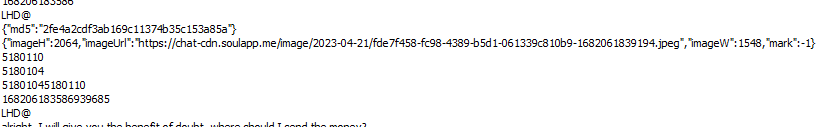 168206183586
LHD@
{"md5":"2fe4a2cdf3ab169c11374b35c153a85a"}
{"imageH":2064,"imageUrl":"https://chat-cdn.soulapp.me/image/2023-04-21/fde7f458-fc98-4389-b5d1-061339c810b9-1682061839194.jpeg","imageW":1548,"mark":-1}
5180110
5180104
51801045180110
168206183586939685
LHD@
alright, I will give you the benefit of doubt, where should I send the money?